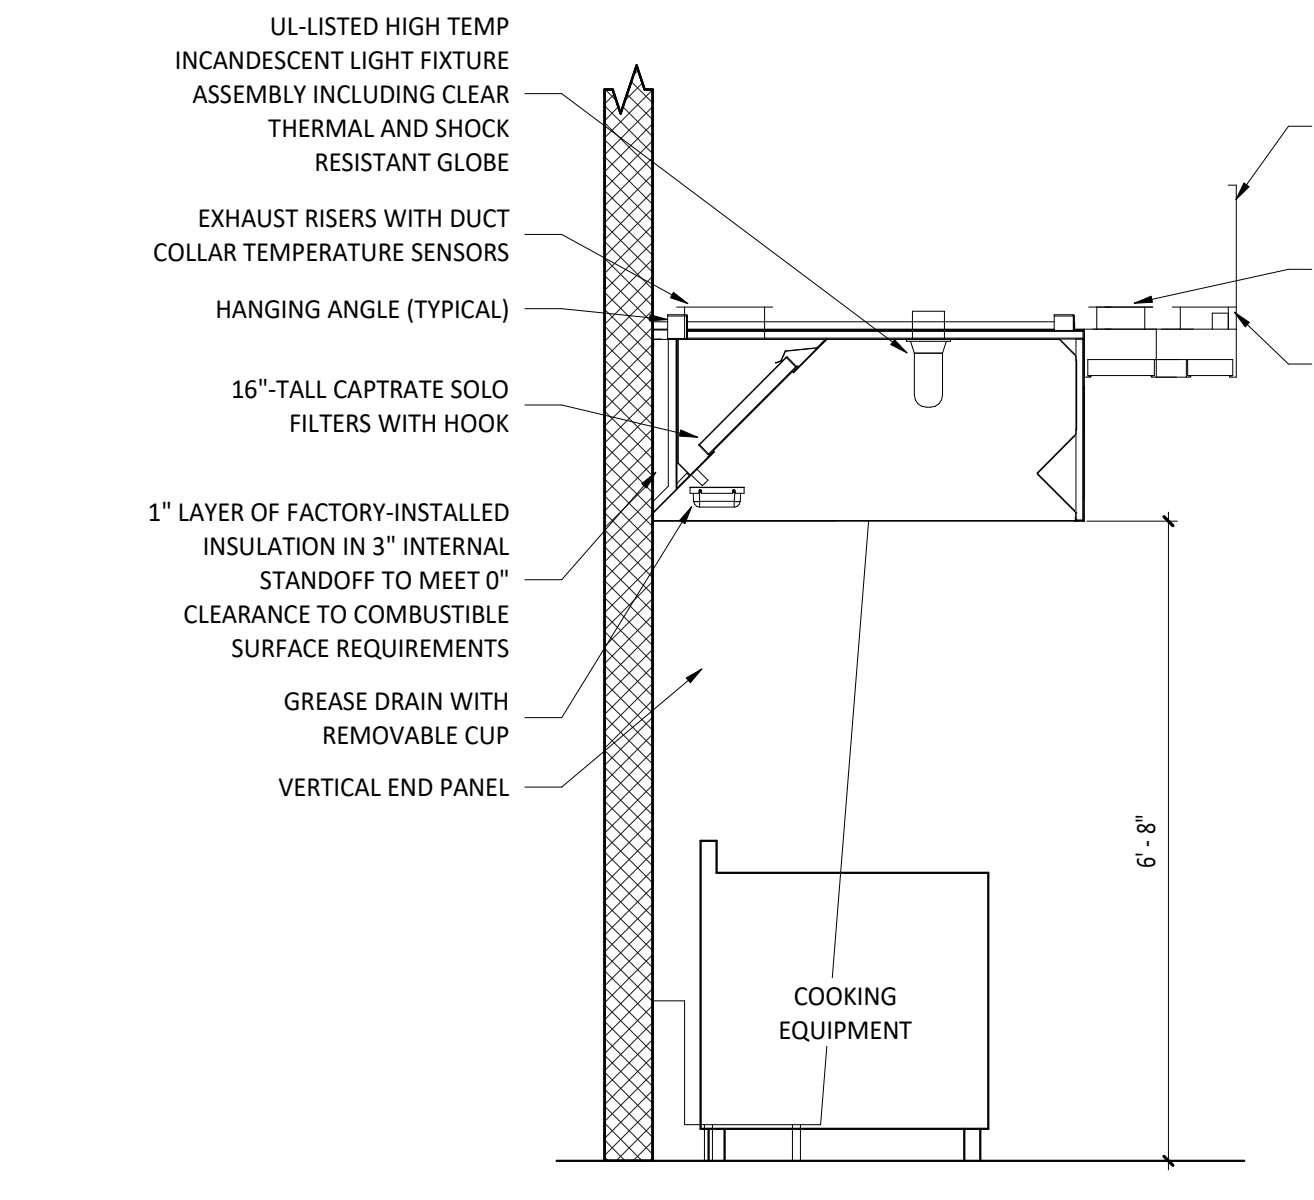 UL-LISTED HIGH TEMP
INCANDESCENT LIGHT FIXTURE
ASSEMBLY INCLUDING CLEAR
THERMAL AND SHOCK
RESISTANT GLOBE
EXHAUST RISERS WITH DUCT
COLLAR TEMPERATURE SENSORS
HANGING ANGLE (TYPICAL)
16"-TALL CAPTRATE SOLO
FILTERS WITH HOOK
1" LAYER OF FACTORY-INSTALLED
INSULATION IN 3" INTERNAL
STANDOFF TO MEET 0"
CLEARANCE TO COMBUSTIBLE
SURFACE REQUIREMENTS
GREASE DRAIN WITH
REMOVABLE CUP
VERTICAL END PANEL
6' - 8"
COOKING
EQUIPMENT